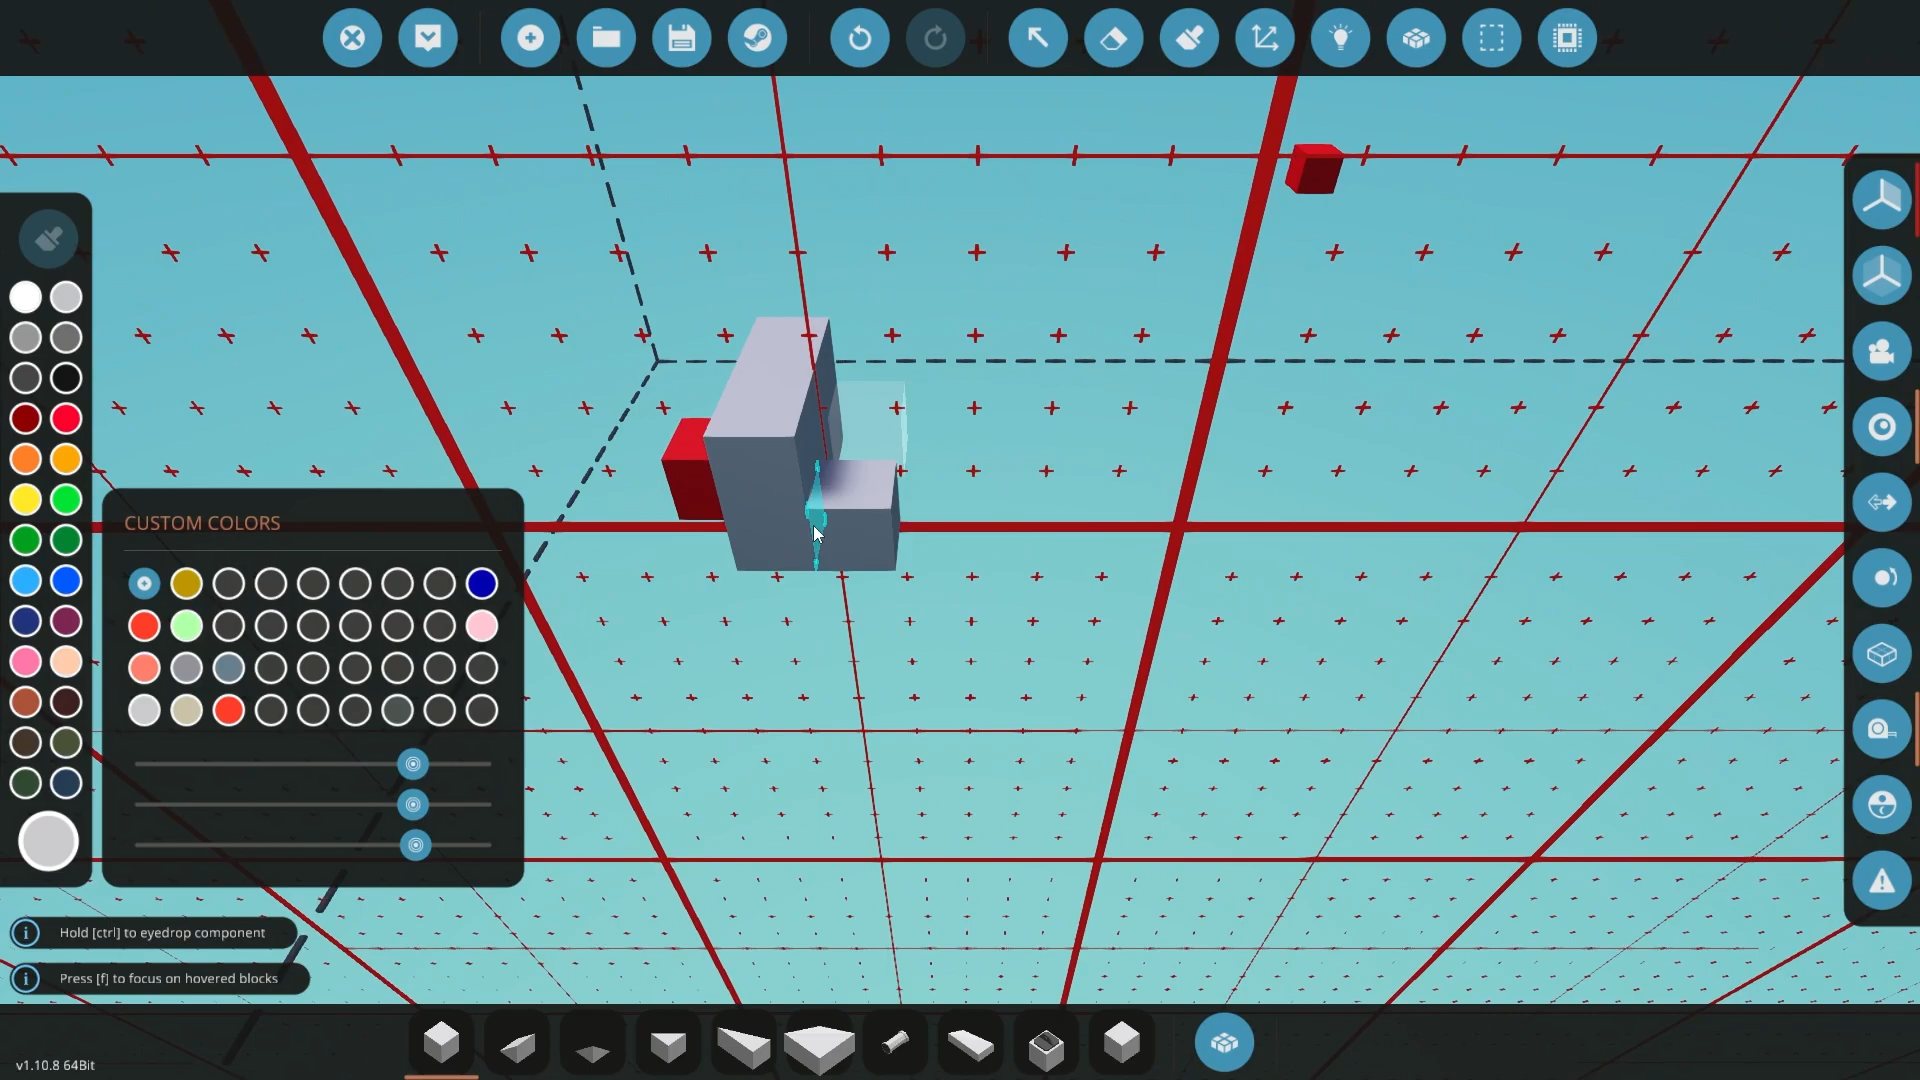 CUSTOM COLORS
Hold [ctrl] to eyedrop component
Press [f] to focus on hovered blocks
v1.10.8 64Bit